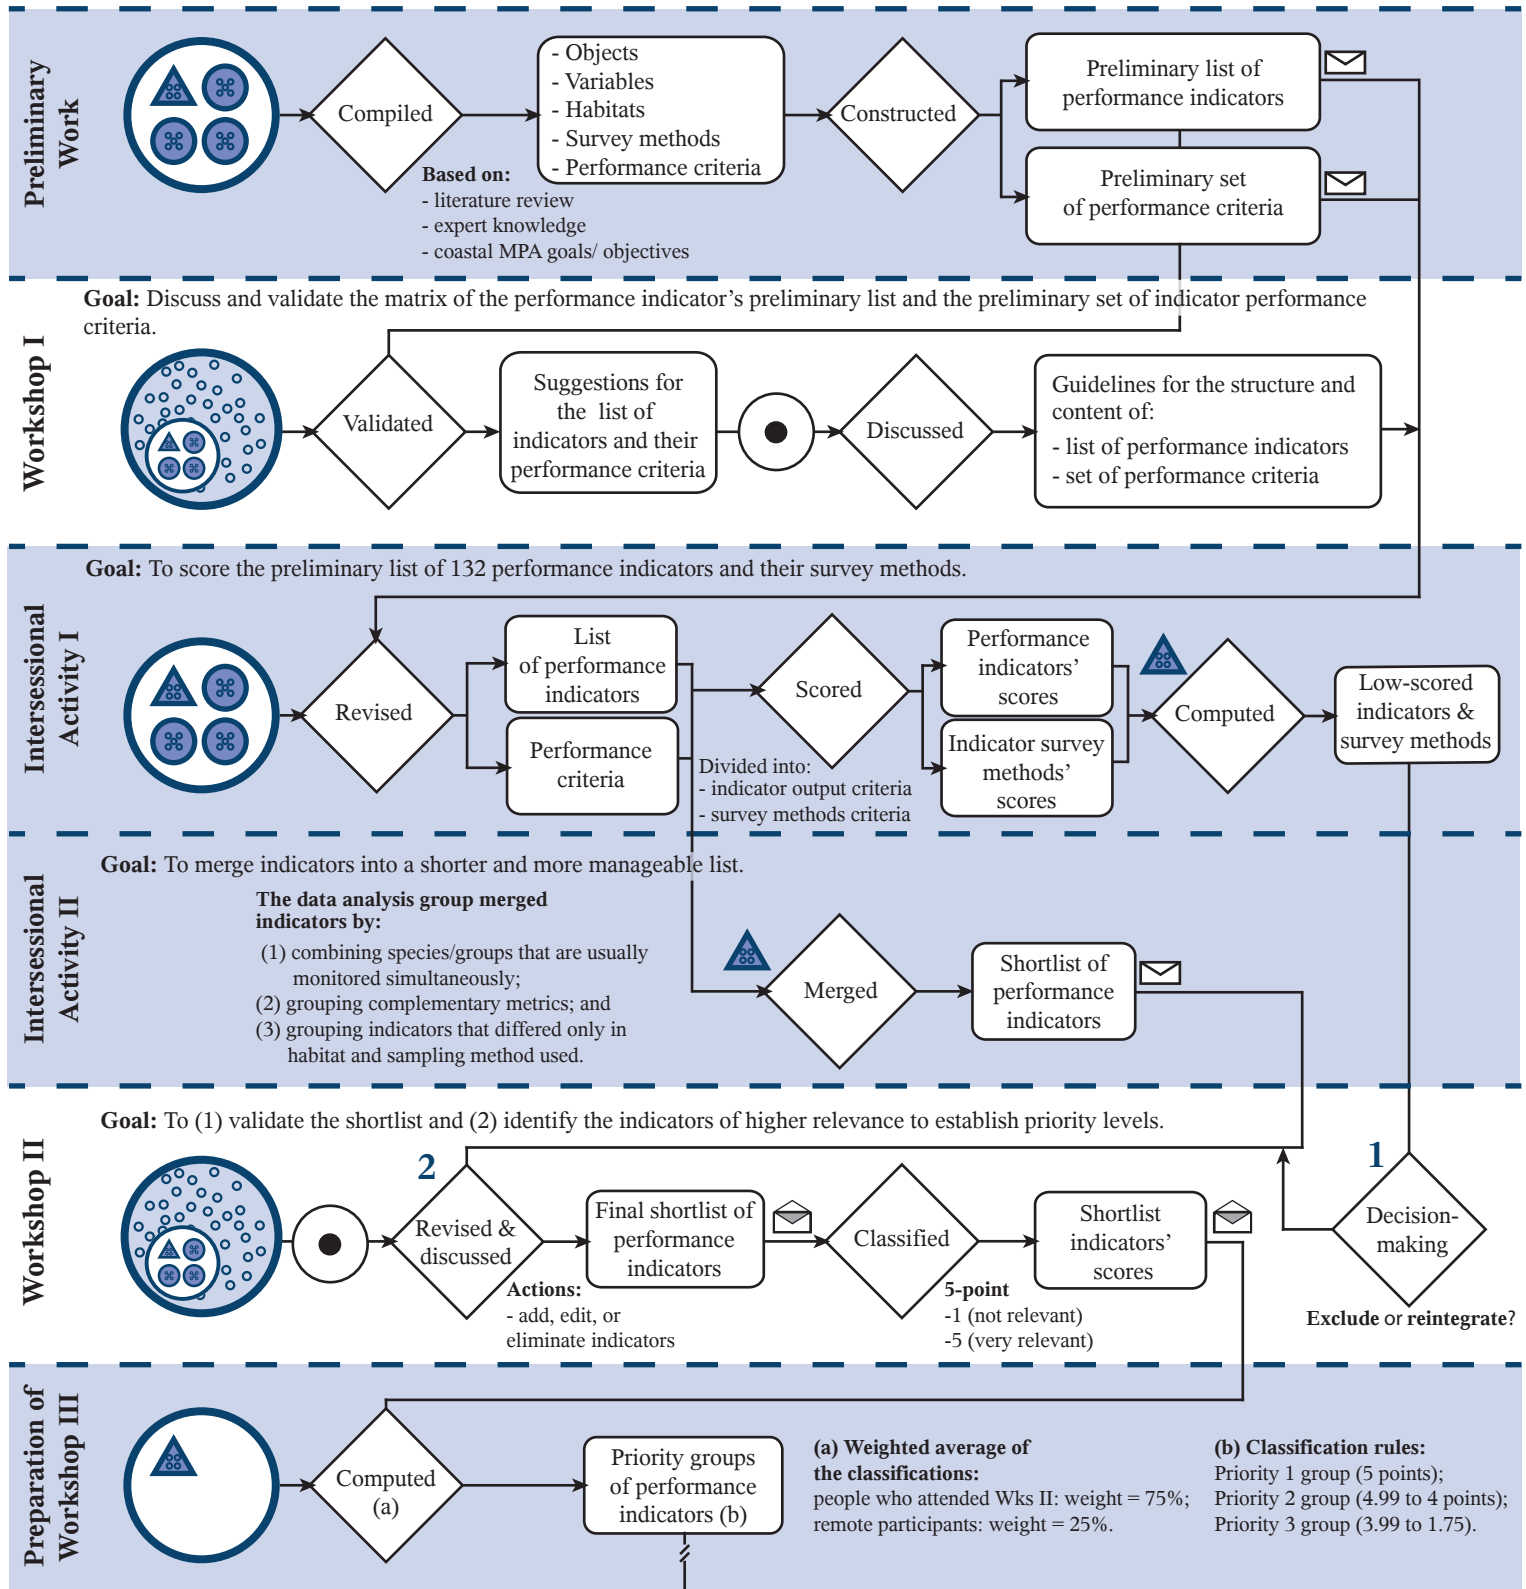 Preliminary
Work
Compiled
Based on:
- literature review
- expert knowledge
- coastal MPA goals/ objectives
- Objects
- Variables
- Habitats
- Survey methods
- Performance criteria
Constructed
Preliminary list of
performance indicators
Preliminary set
of performance criteria
Workshop I
Goal: Discuss and validate the matrix of the performance indicator’s preliminary list and the preliminary set of indicator performance
criteria.
Validated
Suggestions for
the list of
indicators and their
performance criteria
Discussed
Guidelines for the structure and
content of:
- list of performance indicators
- set of performance criteria
Intersessional
Activity I
Goal: To score the preliminary list of 132 performance indicators and their survey methods.
Revised
List
of performance
indicators
Performance
criteria
Divided into:
- indicator output criteria
- survey methods criteria
Scored
Performance
indicators’
scores
Indicator survey
methods’
scores
Computed
Low-scored
indicators &
survey methods
Intersessional
Activity II
Goal: To merge indicators into a shorter and more manageable list.
The data analysis group merged
indicators by:
(1) combining species/groups that are usually
monitored simultaneously;
(2) grouping complementary metrics; and
(3) grouping indicators that differed only in
habitat and sampling method used.
Merged
Shortlist of
performance
indicators
Workshop II
Goal: To (1) validate the shortlist and (2) identify the indicators of higher relevance to establish priority levels.
2
Revised &
discussed
Actions:
- add, edit, or
eliminate indicators
Final shortlist of
performance
indicators
Classified
5-point
-1 (not relevant)
-5 (very relevant)
Shortlist
indicators’
scores
1
Decision-
making
Exclude or reintegrate?
Preparation of
Workshop III
Computed
(a)
Priority groups
of performance
indicators (b)
(a) Weighted average of
the classifications:
people who attended Wks II: weight = 75%;
remote participants: weight = 25%.
(b) Classification rules:
Priority 1 group (5 points);
Priority 2 group (4.99 to 4 points);
Priority 3 group (3.99 to 1.75).